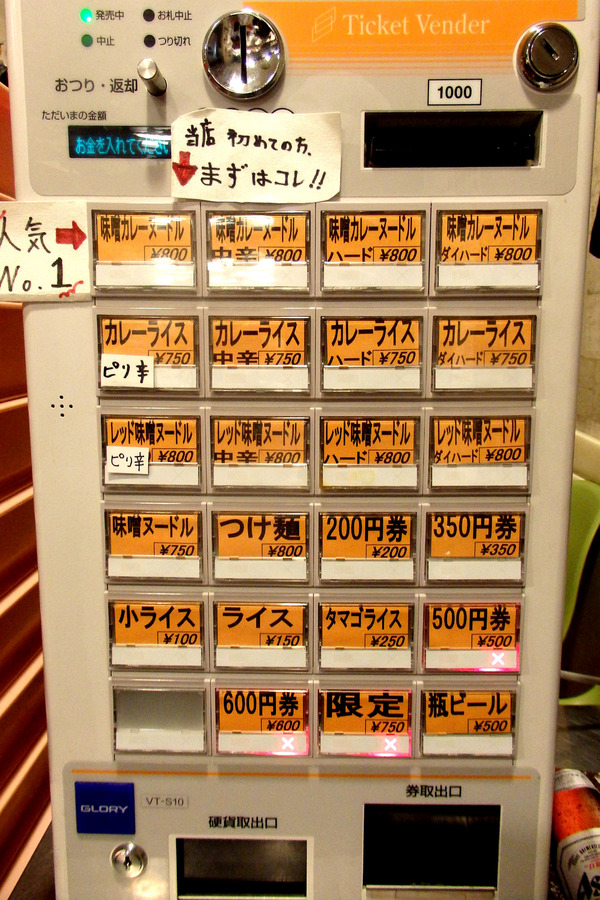 発売中
お札中止
中止
つり切れ
Ticket Vender
おつり・返却
1000
ただいまの金額
お金を入れてくださ
当店 初めての方、
まずはコレ!!
人気
No.1
味噌カレーヌードル ¥800
味噌カレーヌードル 中辛 ¥800
味噌カレーヌードル ハード ¥800
味噌カレーヌードル ダイハード ¥800
カレーライス ピリ辛 ¥750
カレーライス 中辛 ¥750
カレーライス ハード ¥750
カレーライス ダイハード ¥750
レッド味噌ヌードル ピリ辛 ¥800
レッド味噌ヌードル 中辛 ¥800
レッド味噌ヌードル ハード ¥800
レッド味噌ヌードル ダイハード ¥800
味噌ヌードル ¥750
つけ麺 ¥800
200円券 ¥200
350円券 ¥350
小ライス ¥100
ライス ¥150
タマゴライス ¥250
500円券 ¥500
600円券 ¥600
限定 ¥750
瓶ビール ¥500
GLORY
VT-S10
硬貨取出口
券取出口